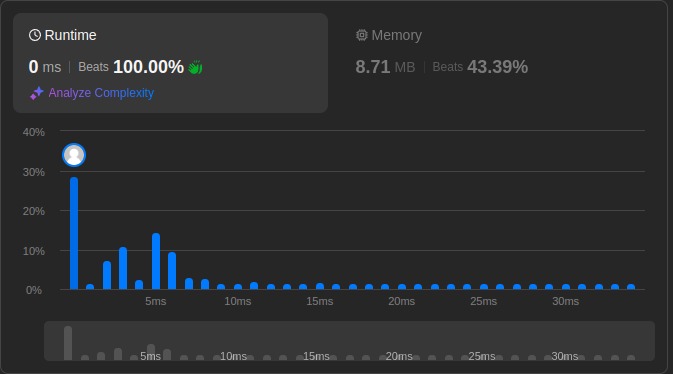 Runtime
0 ms | Beats 100.00%
Analyze Complexity
Memory
8.71 MB | Beats 43.39%
40%
30%
20%
10%
0%
5ms 10ms 15ms 20ms 25ms 30ms
5ms 10ms 15ms 20ms 25ms 30ms